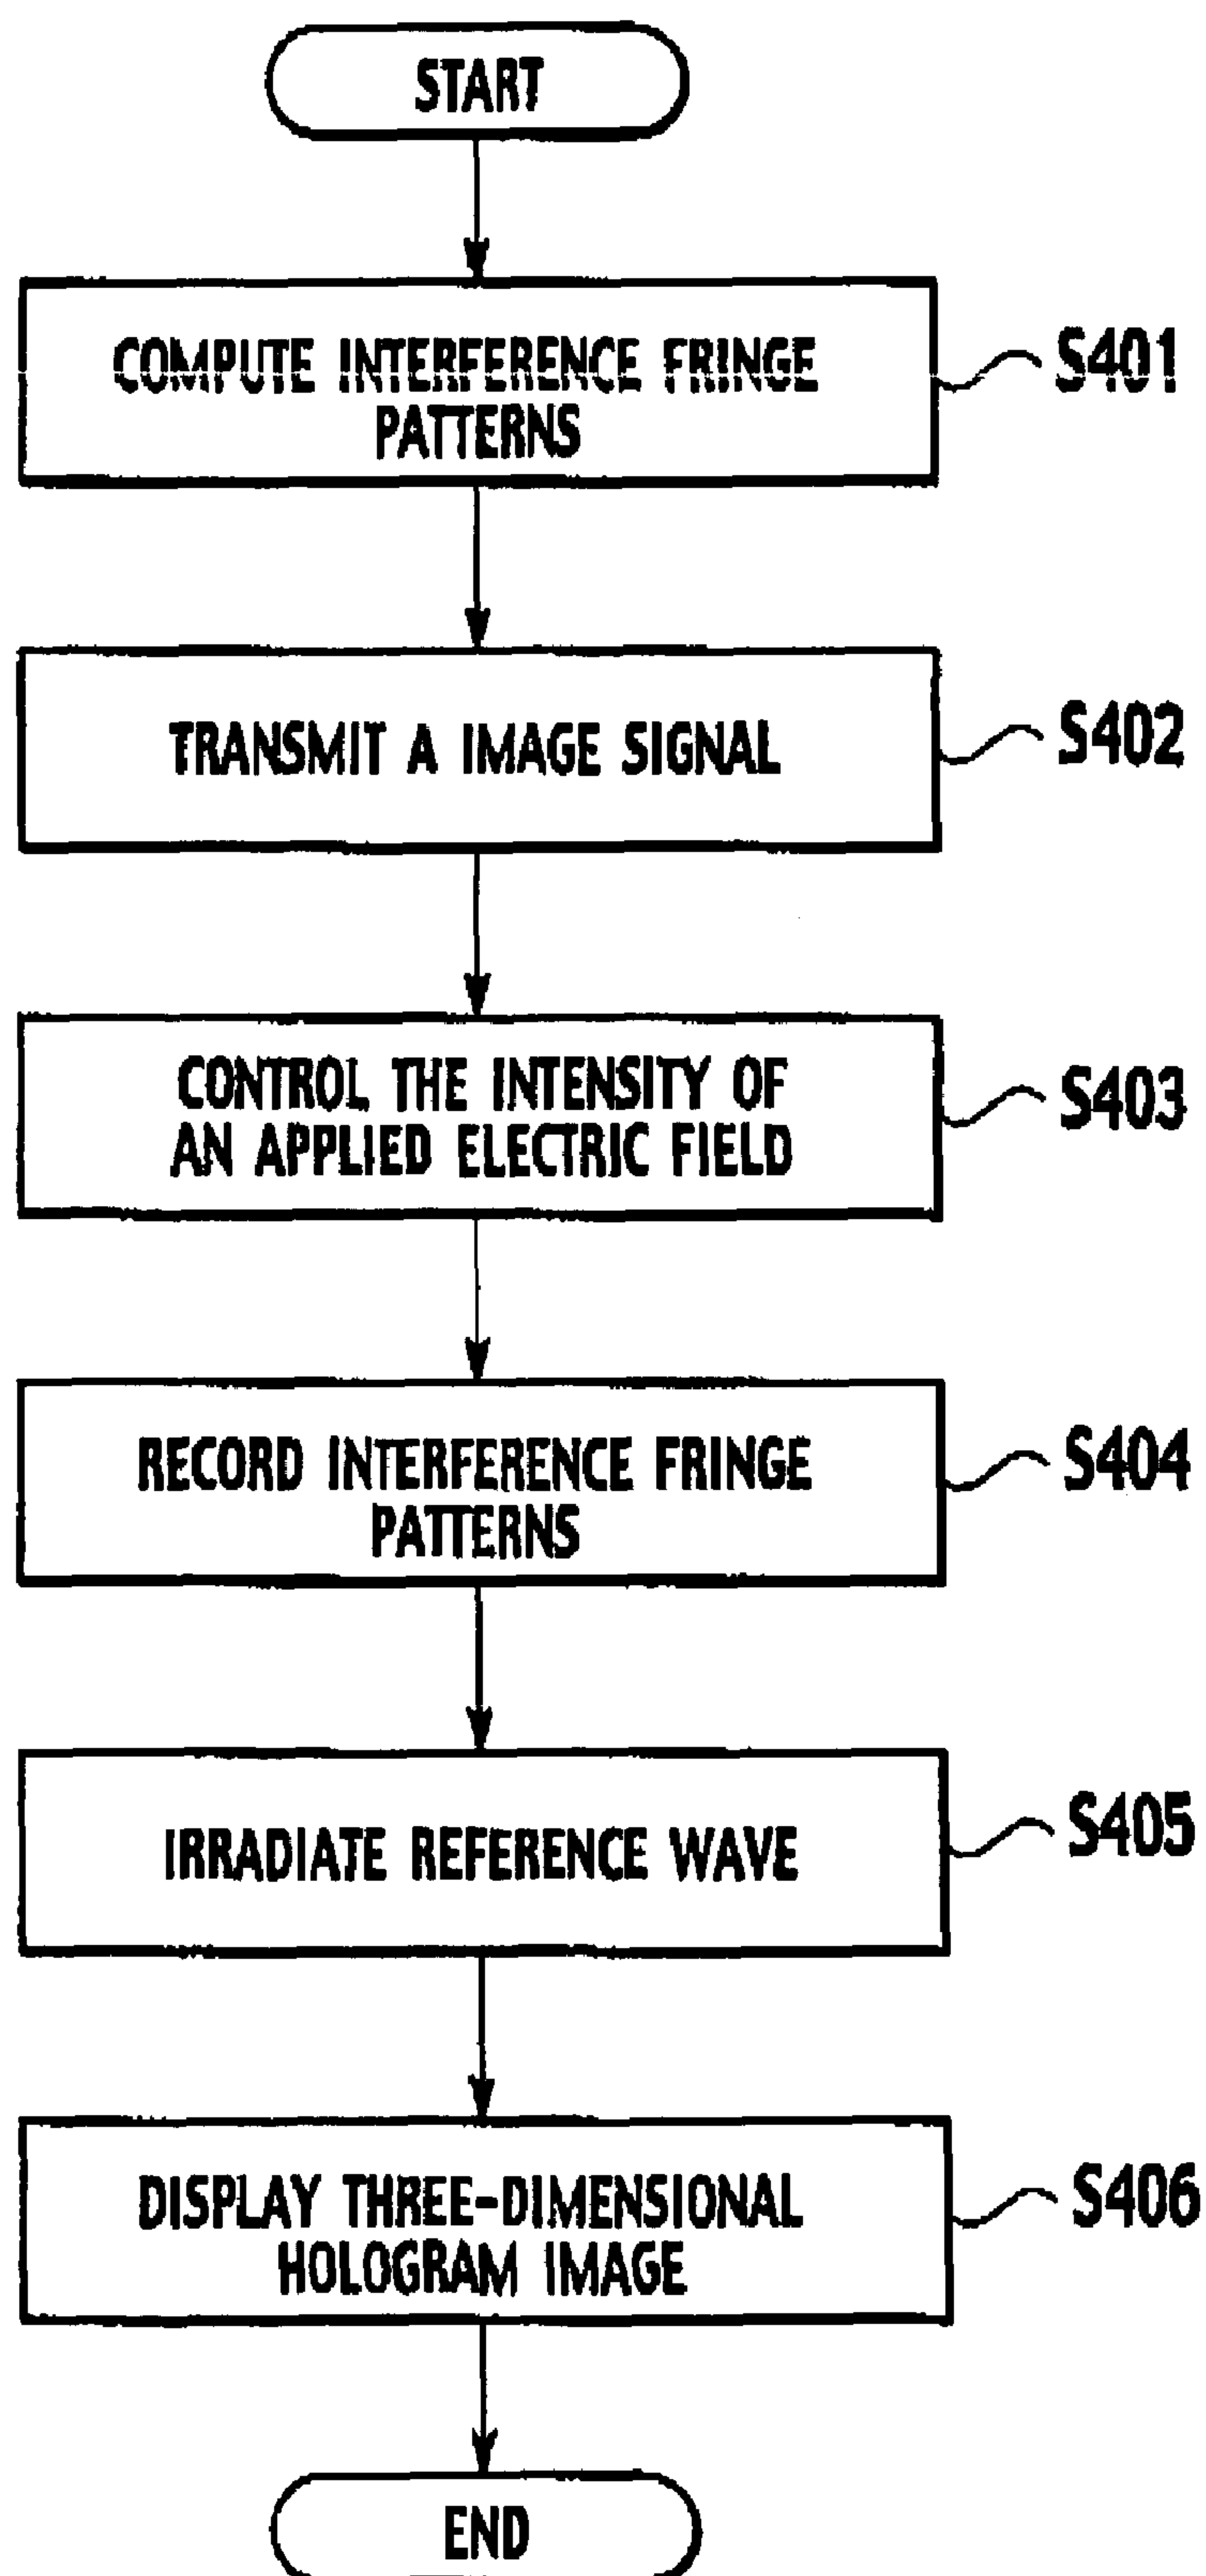 START
COMPUTE INTERFERENCE FRINGE
PATTERNS
S401
TRANSMIT A IMAGE SIGNAL
S402
CONTROL THE INTENSITY OF
AN APPLIED ELECTRIC FIELD
S403
RECORD INTERFERENCE FRINGE
PATTERNS
S404
IRRADIATE REFERENCE WAVE
S405
DISPLAY THREE-DIMENSIONAL
HOLOGRAM IMAGE
S406
END